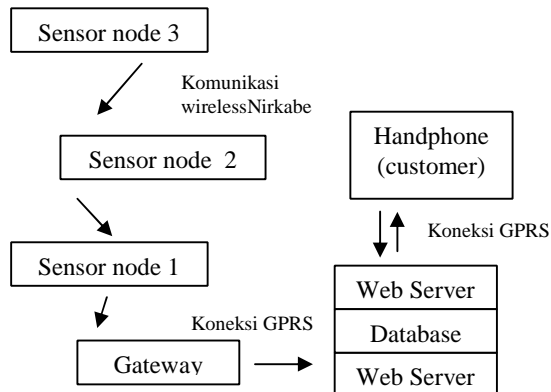 Sensor node 3
Komunikasi
wirelessNirkabe
Handphone
(customer)
Sensor node 2
Koneksi GPRS
Sensor node 1
Web Server
Koneksi GPRS
Database
Gateway
Web Server